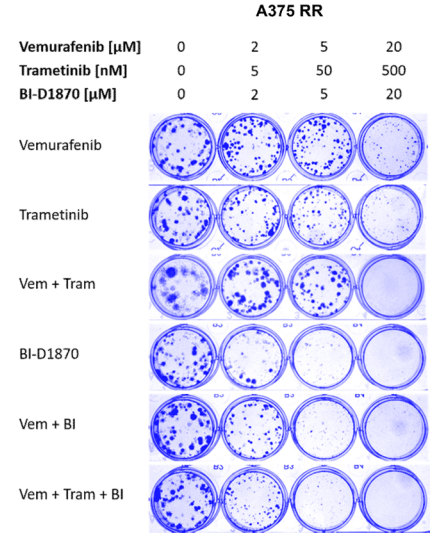 A375 RR
Vemurafenib [µM] 0 2 5 20
Trametinib [nM] 0 5 50 500
BI-D1870 [µM] 0 2 5 20
Vemurafenib
Trametinib
Vem + Tram
BI-D1870
Vem + BI
Vem + Tram + BI